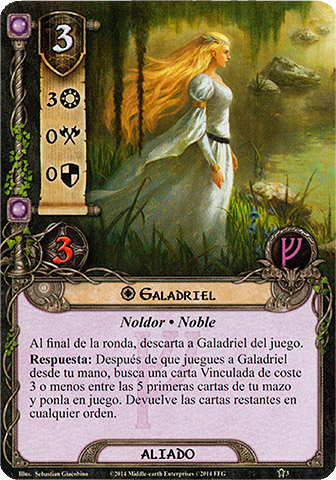 3
3
0
0
3
GALADRIEL
Noldor • Noble
Al final de la ronda, descarta a Galadriel del juego.
Respuesta: Después de que juegues a Galadriel
desde tu mano, busca una carta Vinculada de coste
3 o menos entre las 5 primeras cartas de tu mazo
y ponla en juego. Devuelve las cartas restantes en
cualquier orden.
ALIADO
Illus. Sebastian Giacobino ©2014 Middle-earth Enterprises ©2014 FFG 3